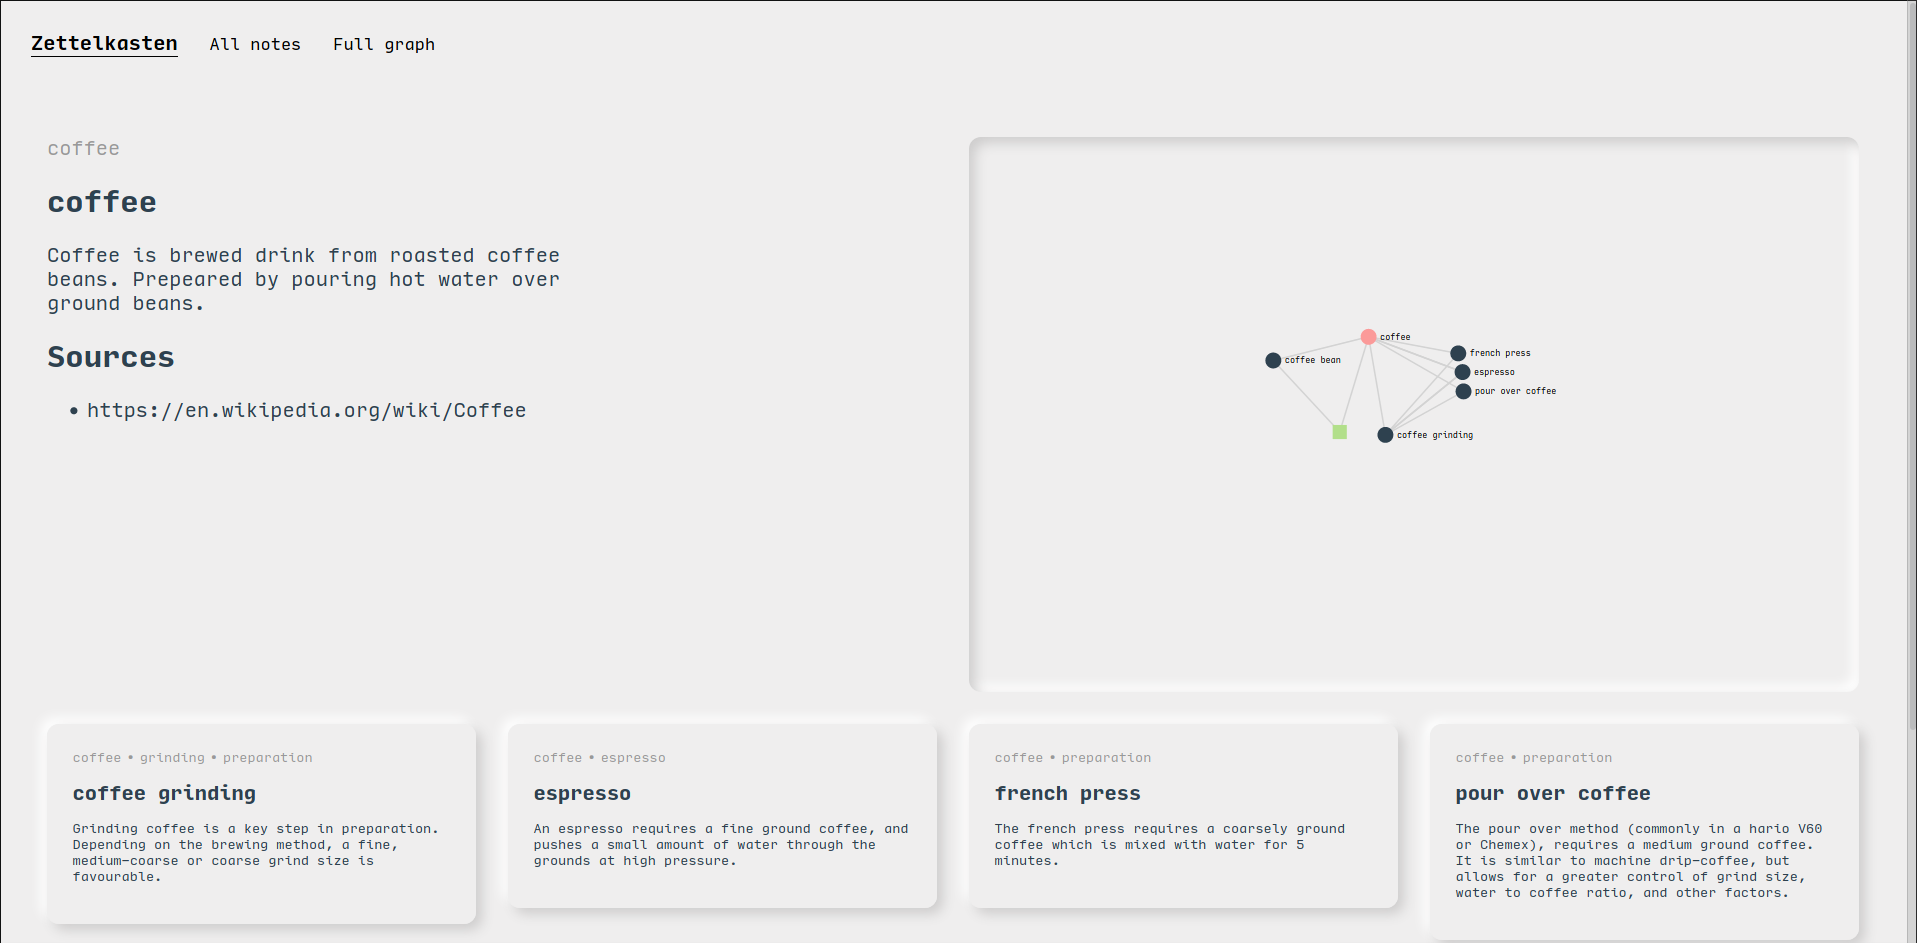 Zettelkasten All notes Full graph
coffee
coffee
Coffee is brewed drink from roasted coffee
beans. Prepeared by pouring hot water over
ground beans.
Sources
• https://en.wikipedia.org/wiki/Coffee
coffee
coffee bean
french press
espresso
pour over coffee
coffee grinding
coffee • grinding • preparation
coffee grinding
Grinding coffee is a key step in preparation.
Depending on the brewing method, a fine,
medium-coarse or coarse grind size is
favourable.
coffee • espresso
espresso
An espresso requires a fine ground coffee, and
pushes a small amount of water through the
grounds at high pressure.
coffee • preparation
french press
The french press requires a coarsely ground
coffee which is mixed with water for 5
minutes.
coffee • preparation
pour over coffee
The pour over method (commonly in a hario V60
or Chemex), requires a medium ground coffee.
It is similar to machine drip-coffee, but
allows for a greater control of grind size,
water to coffee ratio, and other factors.